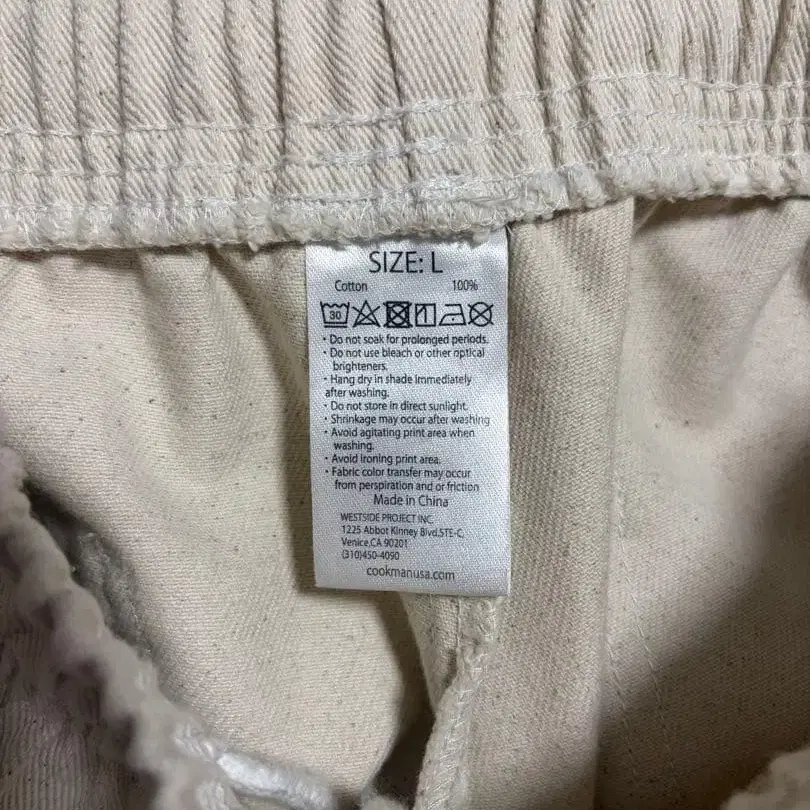 SIZE: L
Cotton 100%
30
• Do not soak for prolonged periods.
• Do not use bleach or other optical
brighteners.
• Hang dry in shade immediately
after washing.
• Do not store in direct sunlight.
• Shrinkage may occur after washing
• Avoid agitating print area when
washing.
• Avoid ironing print area.
• Fabric color transfer may occur
from perspiration and or friction
Made in China
WESTSIDE PROJECT INC.
1225 Abbot Kinney Blvd,STE-C,
Venice,CA 90201
(310)450-4090
cookmanusa.com